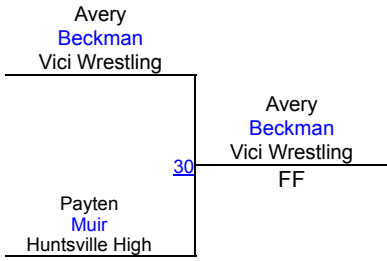 Avery
Beckman
Vici Wrestling
Avery
Beckman
Vici Wrestling
30
FF
Payten
Muir
Huntsville High